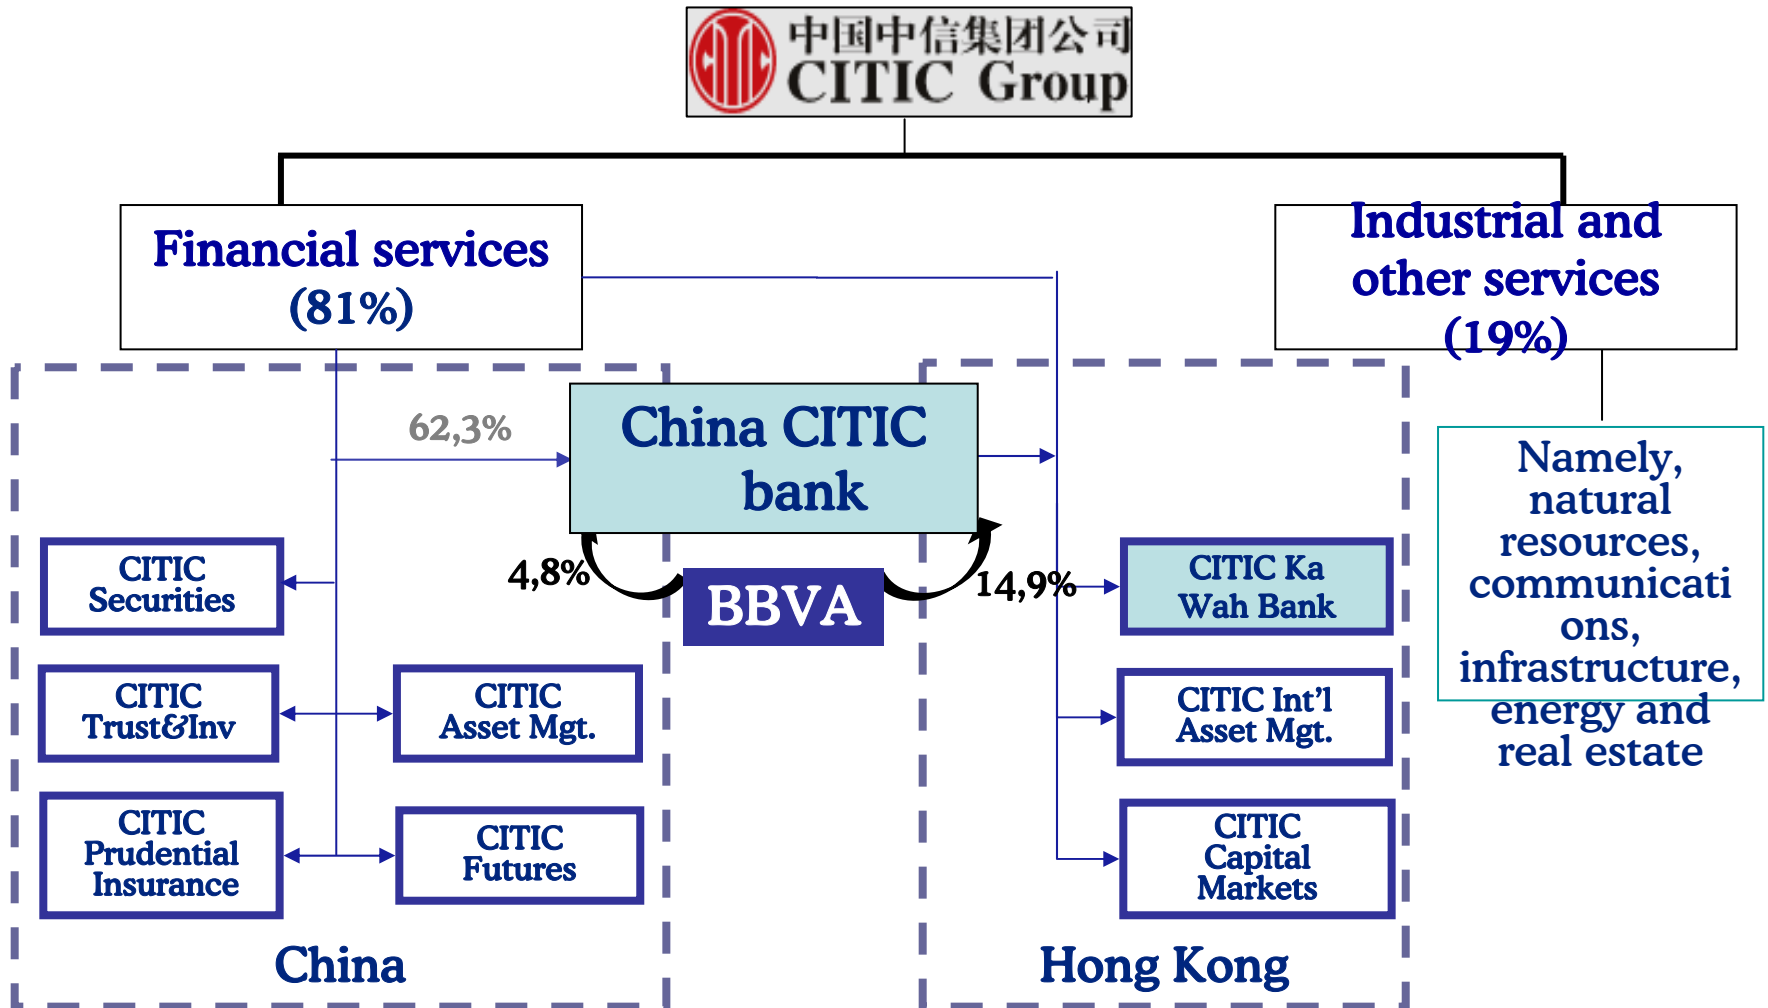 中国中信集团公司
CITIC Group
Financial services
(81%)
Industrial and
other services
(19%)
62,3%
China CITIC
bank
Namely,
natural
resources,
communicati
ons,
infrastructure,
energy and
real estate
4,8%
BBVA
14,9%
CITIC
Securities
CITIC Ka
Wah Bank
CITIC
Trust&Inv
CITIC
Asset Mgt.
CITIC Int'l
Asset Mgt.
CITIC
Prudential
Insurance
CITIC
Futures
CITIC
Capital
Markets
China
Hong Kong